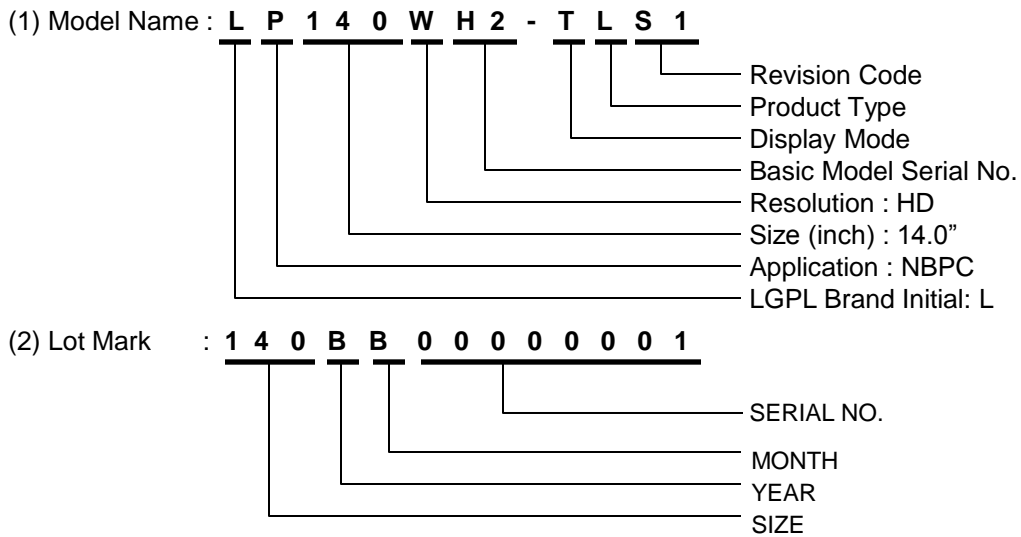 (1) Model Name : L P 1 4 0 W H 2 - T L S 1
Revision Code
Product Type
Display Mode
Basic Model Serial No.
Resolution : HD
Size (inch) : 14.0”
Application : NBPC
LGPL Brand Initial: L
(2) Lot Mark : 1 4 0 B B 0 0 0 0 0 0 0 1
SERIAL NO.
MONTH
YEAR
SIZE